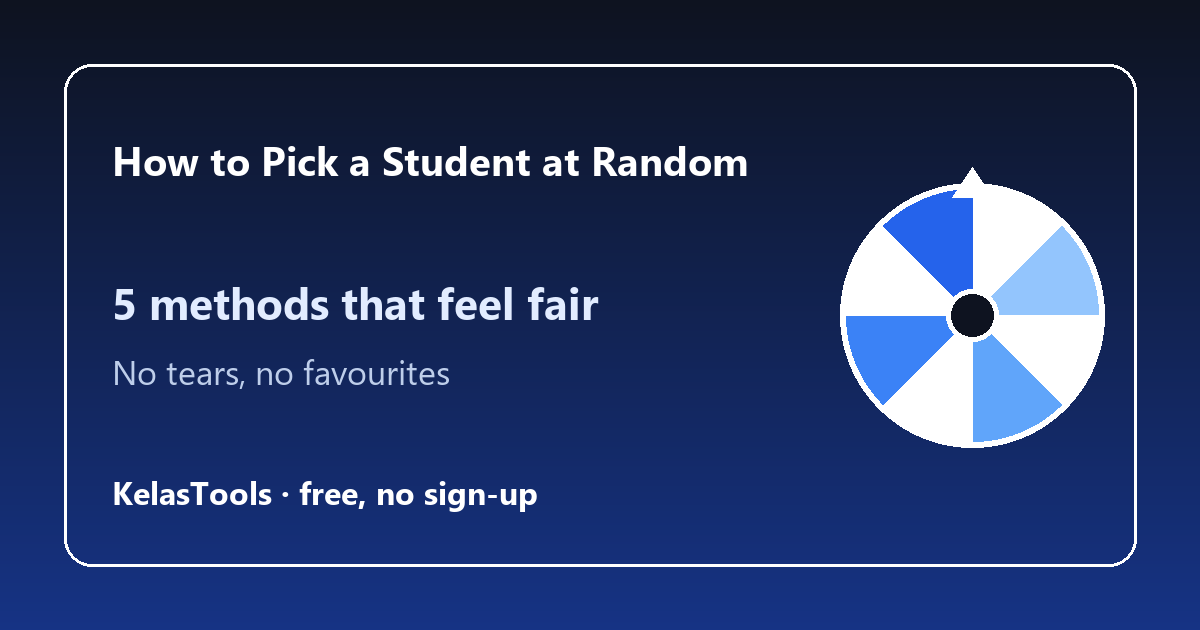 How to Pick a Student at Random
5 methods that feel fair
No tears, no favourites
KelasTools · free, no sign-up